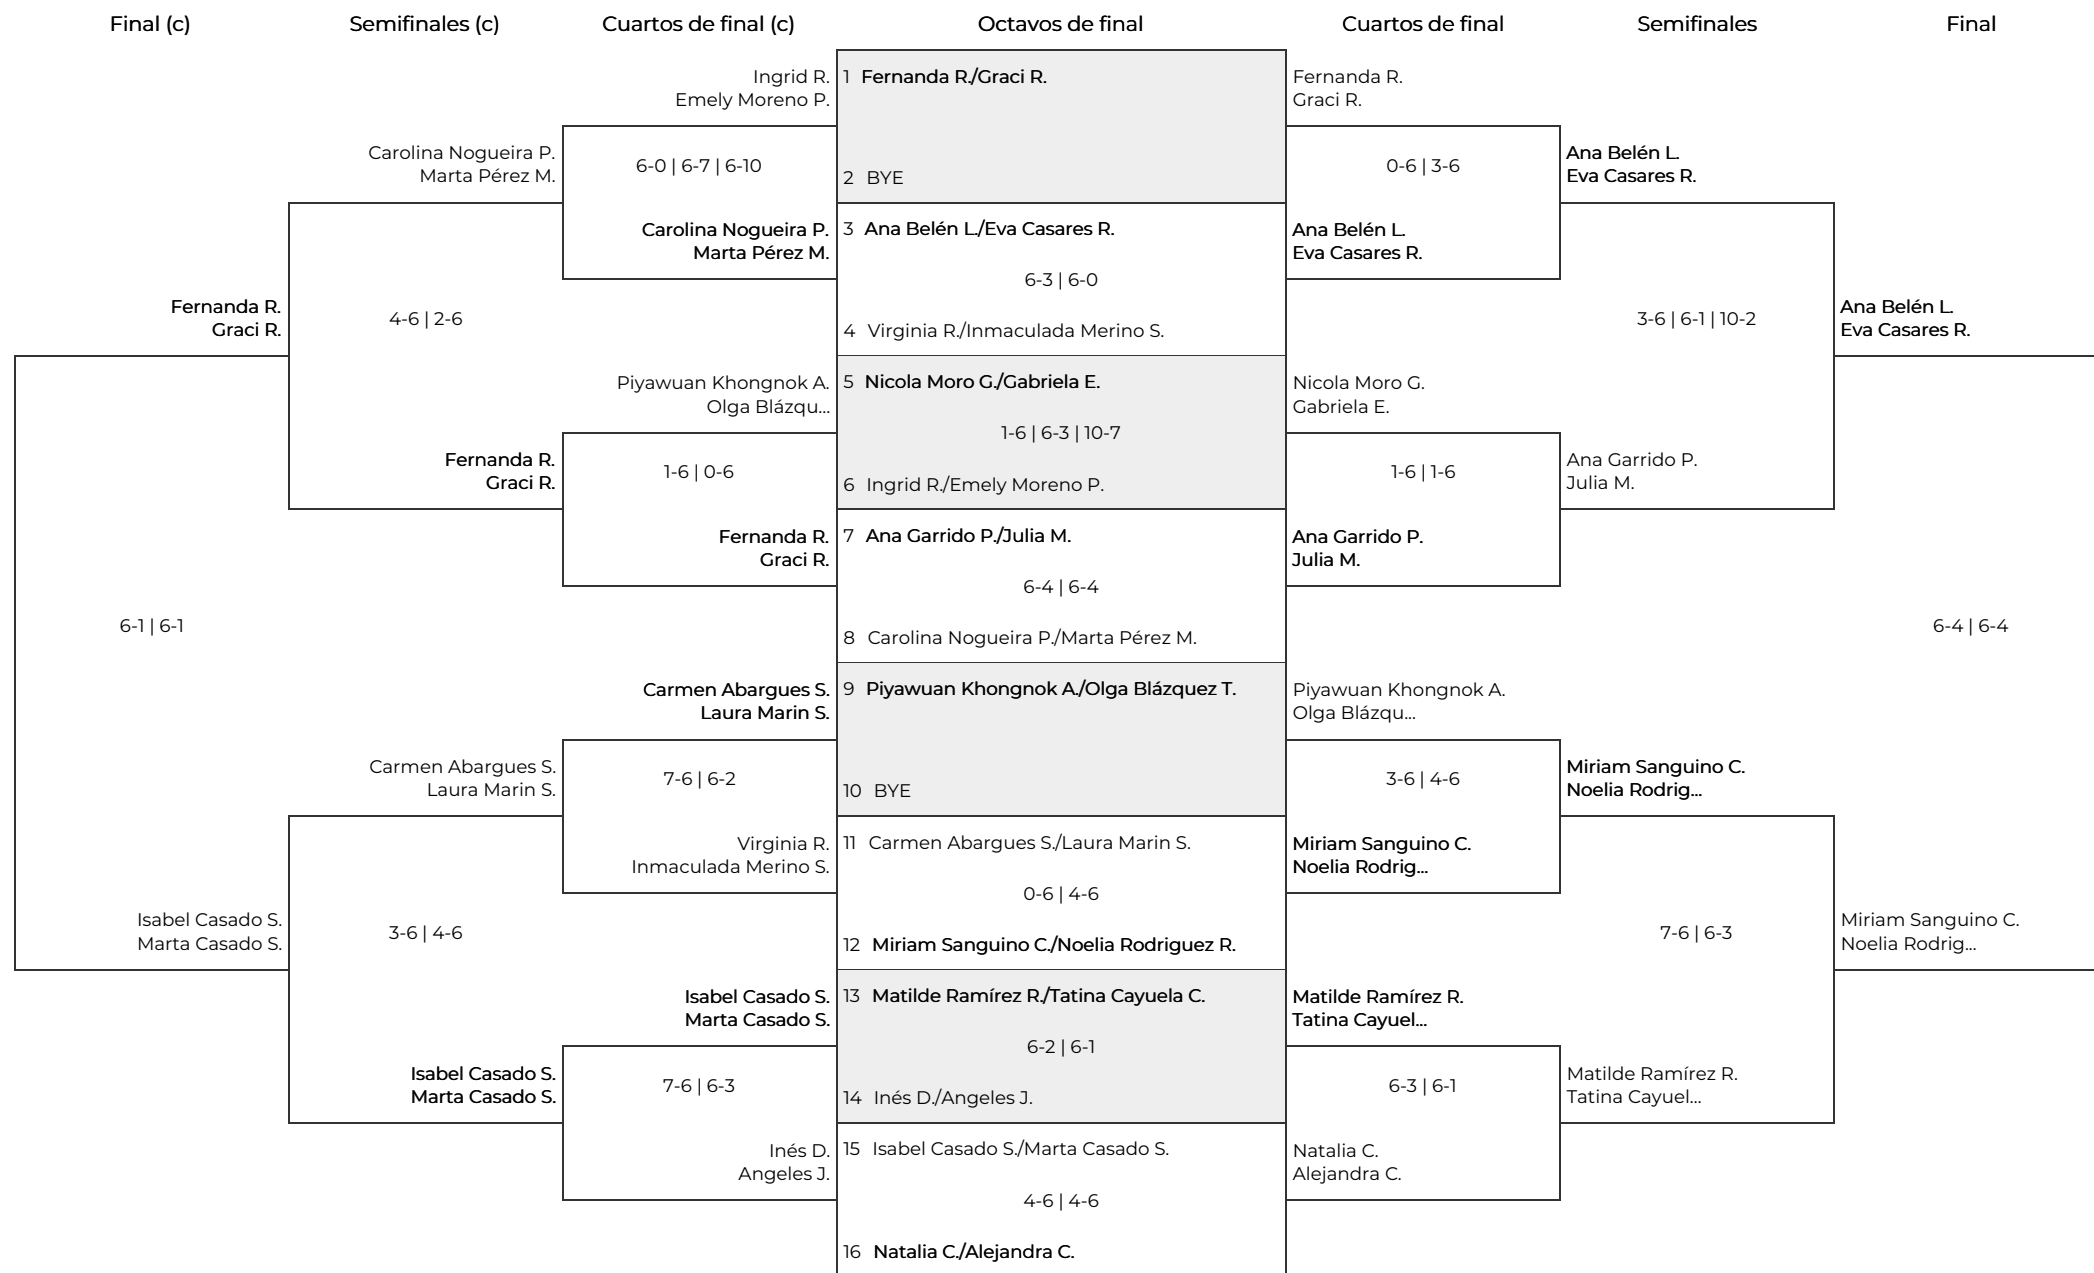 Final (c)
Semifinales (c)
Cuartos de final (c)
Octavos de final
Cuartos de final
Semifinales
Final
Fernanda R.
Graci R.
6-1 | 6-1
Isabel Casado S.
Marta Casado S.
Carolina Nogueira P.
Marta Pérez M.
4-6 | 2-6
Fernanda R.
Graci R.
Carmen Abargues S.
Laura Marin S.
3-6 | 4-6
Isabel Casado S.
Marta Casado S.
Ingrid R.
Emely Moreno P.
6-0 | 6-7 | 6-10
Carolina Nogueira P.
Marta Pérez M.
Piyawuan Khongnok A.
Olga Blázqu...
1-6 | 0-6
Fernanda R.
Graci R.
Carmen Abargues S.
Laura Marin S.
7-6 | 6-2
Virginia R.
Inmaculada Merino S.
Isabel Casado S.
Marta Casado S.
7-6 | 6-3
Inés D.
Angeles J.
1 Fernanda R./Graci R.
2 BYE
3 Ana Belén L./Eva Casares R.
6-3 | 6-0
4 Virginia R./Inmaculada Merino S.
5 Nicola Moro G./Gabriela E.
1-6 | 6-3 | 10-7
6 Ingrid R./Emely Moreno P.
7 Ana Garrido P./Julia M.
6-4 | 6-4
8 Carolina Nogueira P./Marta Pérez M.
9 Piyawuan Khongnok A./Olga Blázquez T.
10 BYE
11 Carmen Abargues S./Laura Marin S.
0-6 | 4-6
12 Miriam Sanguino C./Noelia Rodriguez R.
13 Matilde Ramírez R./Tatina Cayuela C.
6-2 | 6-1
14 Inés D./Angeles J.
15 Isabel Casado S./Marta Casado S.
4-6 | 4-6
16 Natalia C./Alejandra C.
Fernanda R.
Graci R.
0-6 | 3-6
Ana Belén L.
Eva Casares R.
Nicola Moro G.
Gabriela E.
1-6 | 1-6
Ana Garrido P.
Julia M.
Piyawuan Khongnok A.
Olga Blázqu...
3-6 | 4-6
Miriam Sanguino C.
Noelia Rodrig...
Matilde Ramírez R.
Tatina Cayuel...
6-3 | 6-1
Natalia C.
Alejandra C.
Ana Belén L.
Eva Casares R.
3-6 | 6-1 | 10-2
Ana Garrido P.
Julia M.
Miriam Sanguino C.
Noelia Rodrig...
7-6 | 6-3
Matilde Ramírez R.
Tatina Cayuel...
Ana Belén L.
Eva Casares R.
6-4 | 6-4
Miriam Sanguino C.
Noelia Rodrig...